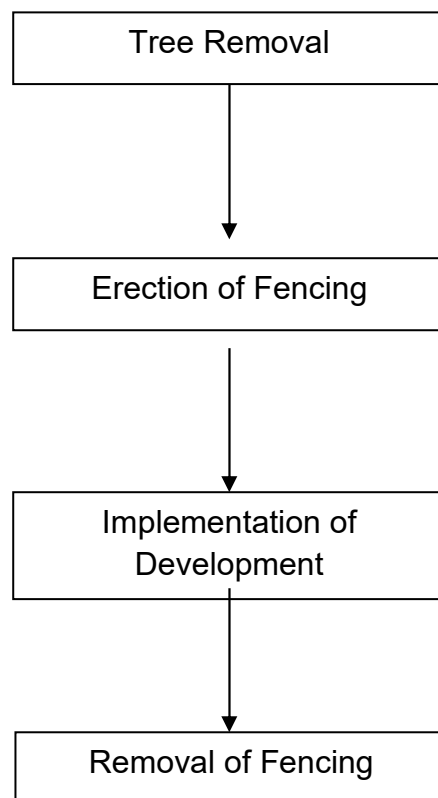 Tree Removal
Erection of Fencing
Implementation of
Development
Removal of Fencing